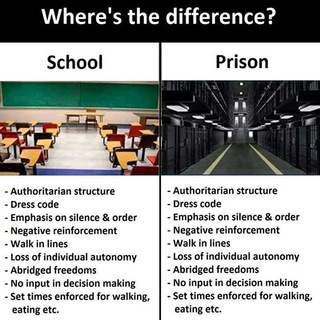 Where's the difference?
School
- Authoritarian structure
- Dress code
- Emphasis on silence & order
- Negative reinforcement
- Walk in lines
- Loss of individual autonomy
- Abridged freedoms
- No input in decision making
- Set times enforced for walking,
eating etc.
Prison
- Authoritarian structure
- Dress code
- Emphasis on silence & order
- Negative reinforcement
- Walk in lines
- Loss of individual autonomy
- Abridged freedoms
- No input in decision making
- Set times enforced for walking,
eating etc.